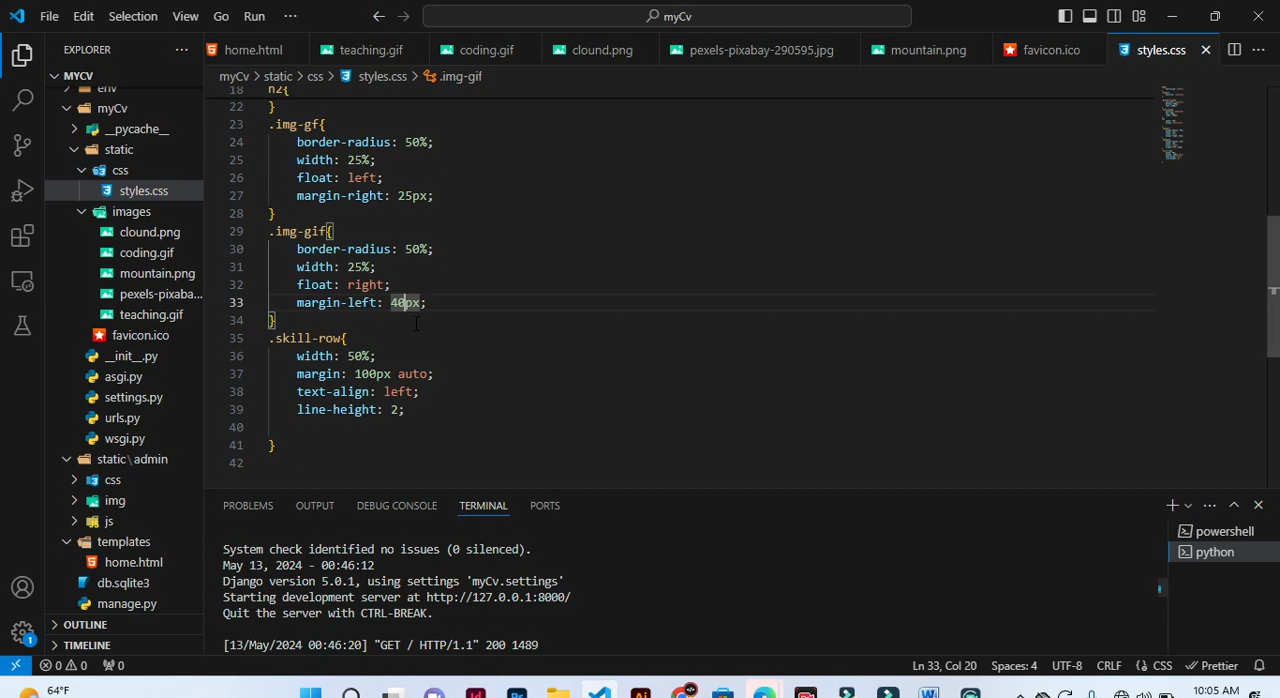 File Edit Selection View Go Run ··· myCv
EXPLORER ··· home.html teaching.gif coding.gif clound.png pexels-pixabay-290595.jpg mountain.png favicon.ico styles.css ···
MYCV
myCv > static > css > styles.css > .img-gif
env
myCv
__pycache__
static
css
styles.css
images
clound.png
coding.gif
mountain.png
pexels-pixaba...
teaching.gif
favicon.ico
__init__.py
asgi.py
settings.py
urls.py
wsgi.py
static\admin
css
img
js
templates
home.html
db.sqlite3
manage.py
OUTLINE
TIMELINE
18 h2{
22 }
23 .img-gf{
24 border-radius: 50%;
25 width: 25%;
26 float: left;
27 margin-right: 25px;
28 }
29 .img-gif{
30 border-radius: 50%;
31 width: 25%;
32 float: right;
33 margin-left: 40px;
34 }
35 .skill-row{
36 width: 50%;
37 margin: 100px auto;
38 text-align: left;
39 line-height: 2;
40
41 }
42
PROBLEMS OUTPUT DEBUG CONSOLE TERMINAL PORTS
powershell
python
System check identified no issues (0 silenced).
May 13, 2024 - 00:46:12
Django version 5.0.1, using settings 'myCv.settings'
Starting development server at http://127.0.0.1:8000/
Quit the server with CTRL-BREAK.
[13/May/2024 00:46:20] "GET / HTTP/1.1" 200 1489
1
0 0 0 Ln 33, Col 20 Spaces: 4 UTF-8 CRLF CSS Prettier
64°F 10:05 AM